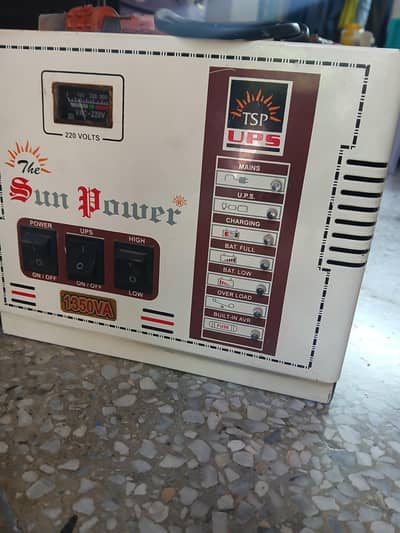 220 VOLTS
The
Sun Power
POWER
UPS
HIGH
ON / OFF
ON / OFF
LOW
1350VA
TSP
UPS
MAINS
U.P.S.
CHARGING
BAT. FULL
BAT. LOW
OVER LOAD
BUILT-IN AVR
FUSE